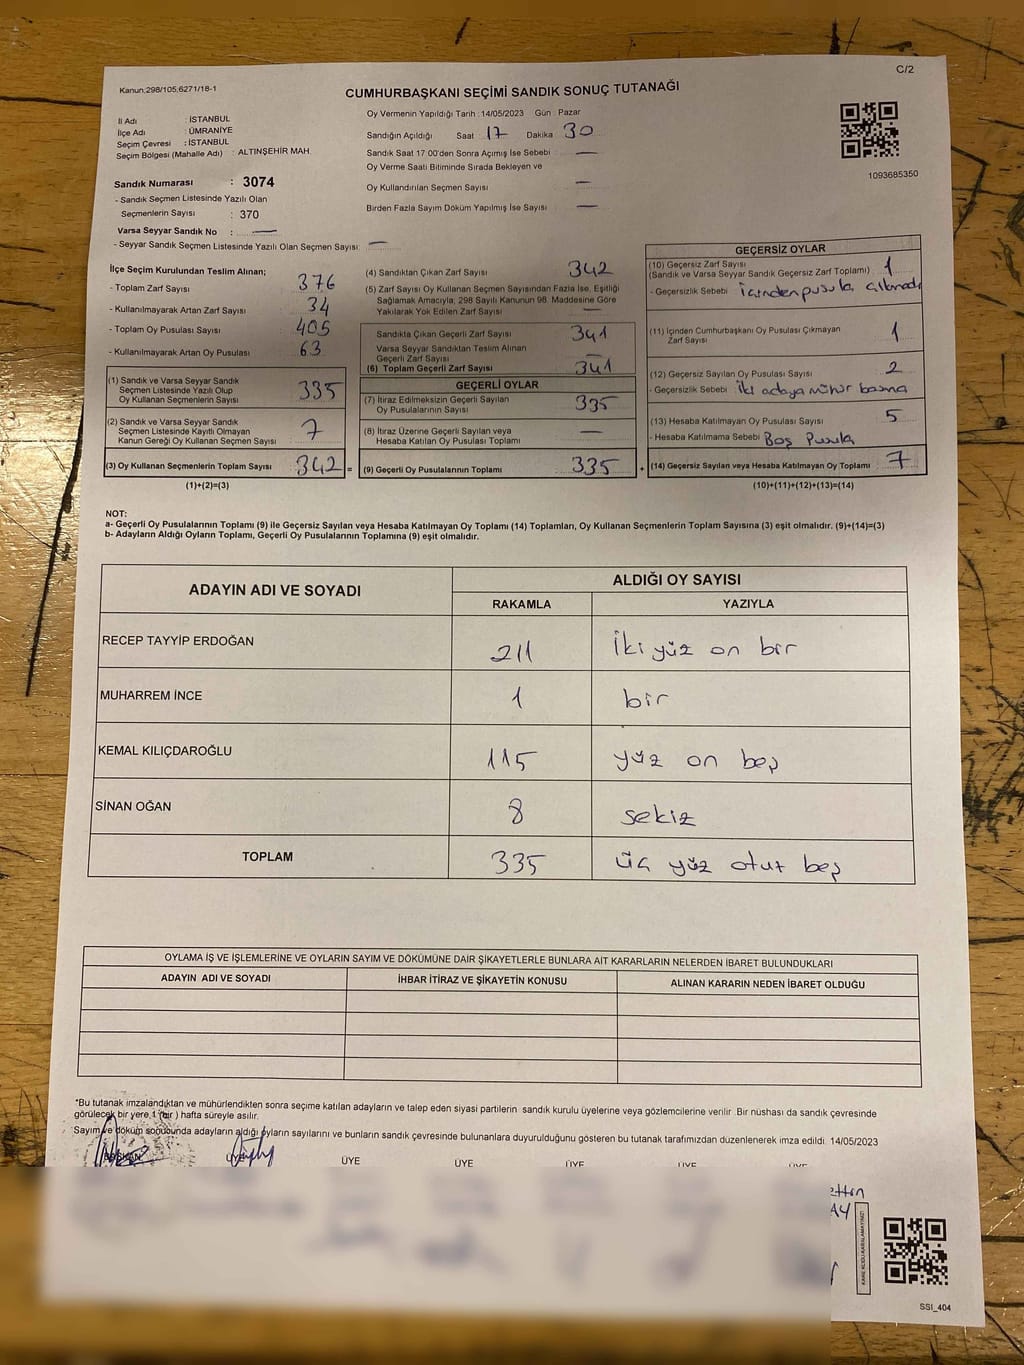 C/2
Kanun:298/105,6271/18-1
CUMHURBAŞKANI SEÇİMİ SANDIK SONUÇ TUTANAĞI
İl Adı : İSTANBUL
İlçe Adı : ÜMRANİYE
Seçim Çevresi : İSTANBUL
Seçim Bölgesi (Mahalle Adı) : ALTINŞEHİR MAH.
Sandık Numarası : 3074
- Sandık Seçmen Listesinde Yazılı Olan
Seçmenlerin Sayısı : 370
Varsa Seyyar Sandık No : —
- Seyyar Sandık Seçmen Listesinde Yazılı Olan Seçmen Sayısı: —
Oy Vermenin Yapıldığı Tarih : 14/05/2023 Gün : Pazar
Sandığın Açıldığı Saat 17 Dakika 30
Sandık Saat 17:00'den Sonra Açımış İse Sebebi : —
Oy Verme Saati Bitiminde Sırada Bekleyen ve
Oy Kullandırılan Seçmen Sayısı : —
Birden Fazla Sayım Döküm Yapılmış İse Sayısı : —
1093685350
İlçe Seçim Kurulundan Teslim Alınan;
- Toplam Zarf Sayısı : 376
- Kullanılmayarak Artan Zarf Sayısı : 34
- Toplam Oy Pusulası Sayısı : 405
- Kullanılmayarak Artan Oy Pusulası : 63
(1) Sandık ve Varsa Seyyar Sandık
Seçmen Listesinde Yazılı Olup
Oy Kullanan Seçmenlerin Sayısı : 335
(2) Sandık ve Varsa Seyyar Sandık
Seçmen Listesinde Kayıtlı Olmayan
Kanun Gereği Oy Kullanan Seçmen Sayısı : 7
(3) Oy Kullanan Seçmenlerin Toplam Sayısı : 342 =
(1)+(2)=(3)
(4) Sandıktan Çıkan Zarf Sayısı : 342
(5) Zarf Sayısı Oy Kullanan Seçmen Sayısından Fazla İse, Eşitliği
Sağlamak Amacıyla, 298 Sayılı Kanunun 98. Maddesine Göre
Yakılarak Yok Edilen Zarf Sayısı : —
Sandıkta Çıkan Geçerli Zarf Sayısı : 341
Varsa Seyyar Sandıktan Teslim Alınan
Geçerli Zarf Sayısı : —
(6) Toplam Geçerli Zarf Sayısı : 341
GEÇERLİ OYLAR
(7) İtiraz Edilmeksizin Geçerli Sayılan
Oy Pusulalarının Sayısı : 335
(8) İtiraz Üzerine Geçerli Sayılan veya
Hesaba Katılan Oy Pusulası Toplamı : —
(9) Geçerli Oy Pusulalarının Toplamı : 335 +
GEÇERSİZ OYLAR
(10) Geçersiz Zarf Sayısı : 1
(Sandık ve Varsa Seyyar Sandık Geçersiz Zarf Toplamı)
- Geçersizlik Sebebi : içinden pusula çıkmadı
(11) İçinden Cumhurbaşkanı Oy Pusulası Çıkmayan
Zarf Sayısı : 1
(12) Geçersiz Sayılan Oy Pusulası Sayısı : 2
- Geçersizlik Sebebi : iki adaya mühür basma
(13) Hesaba Katılmayan Oy Pusulası Sayısı : 5
- Hesaba Katılmama Sebebi : Boş Pusula
(14) Geçersiz Sayılan veya Hesaba Katılmayan Oy Toplamı : 7
(10)+(11)+(12)+(13)=(14)
NOT:
a- Geçerli Oy Pusulalarının Toplamı (9) ile Geçersiz Sayılan veya Hesaba Katılmayan Oy Toplamı (14) Toplamları, Oy Kullanan Seçmenlerin Toplam Sayısına (3) eşit olmalıdır. (9)+(14)=(3)
b- Adayların Aldığı Oyların Toplamı, Geçerli Oy Pusulalarının Toplamına (9) eşit olmalıdır.
ADAYIN ADI VE SOYADI ALDIĞI OY SAYISI
RAKAMLA YAZIYLA
RECEP TAYYİP ERDOĞAN 211 iki yüz on bir
MUHARREM İNCE 1 bir
KEMAL KILIÇDAROĞLU 115 yüz on beş
SİNAN OĞAN 8 sekiz
TOPLAM 335 üç yüz otuz beş
OYLAMA İŞ VE İŞLEMLERİNE VE OYLARIN SAYIM VE DÖKÜMÜNE DAİR ŞİKAYETLERLE BUNLARA AİT KARARLARIN NELERDEN İBARET BULUNDUKLARI
ADAYIN ADI VE SOYADI İHBAR İTİRAZ VE ŞİKAYETİN KONUSU ALINAN KARARIN NEDEN İBARET OLDUĞU
*Bu tutanak imzalandıktan ve mühürlendikten sonra seçime katılan adayların ve talep eden siyasi partilerin sandık kurulu üyelerine veya gözlemcilerine verilir. Bir nüshası da sandık çevresinde
görülecek bir yere 1 (bir) hafta süreyle asılır.
Sayım ve döküm sonucunda adayların aldığı oyların sayılarını ve bunların sandık çevresinde bulunanlara duyurulduğunu gösteren bu tutanak tarafımızdan düzenlenerek imza edildi. 14/05/2023
BAŞKAN ÜYE ÜYE ÜYE ÜYE ÜYE ÜYE
SSI_404